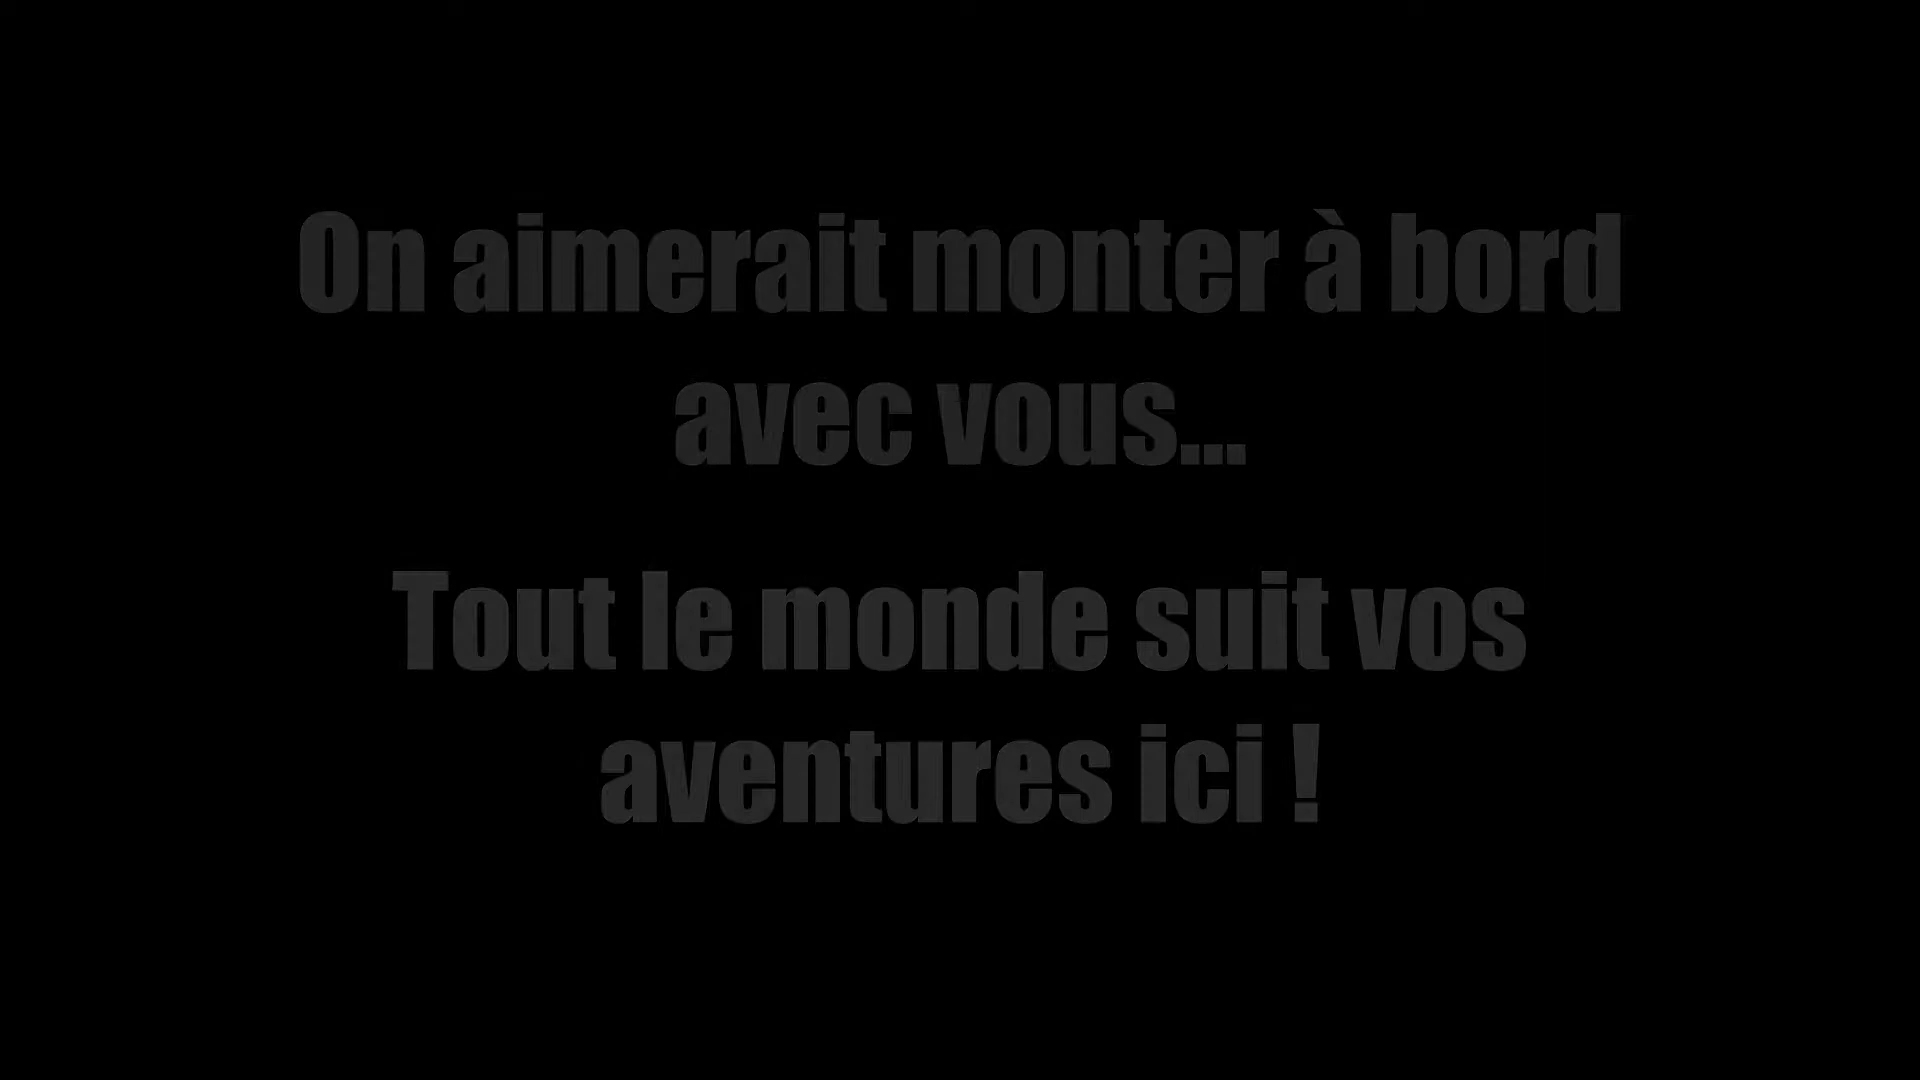 On aimerait monter à bord
avec vous...
Tout le monde suit vos
aventures ici !